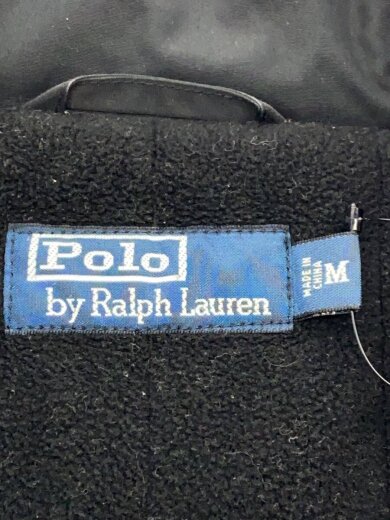 Polo
by Ralph Lauren
MADE IN
CHINA
M